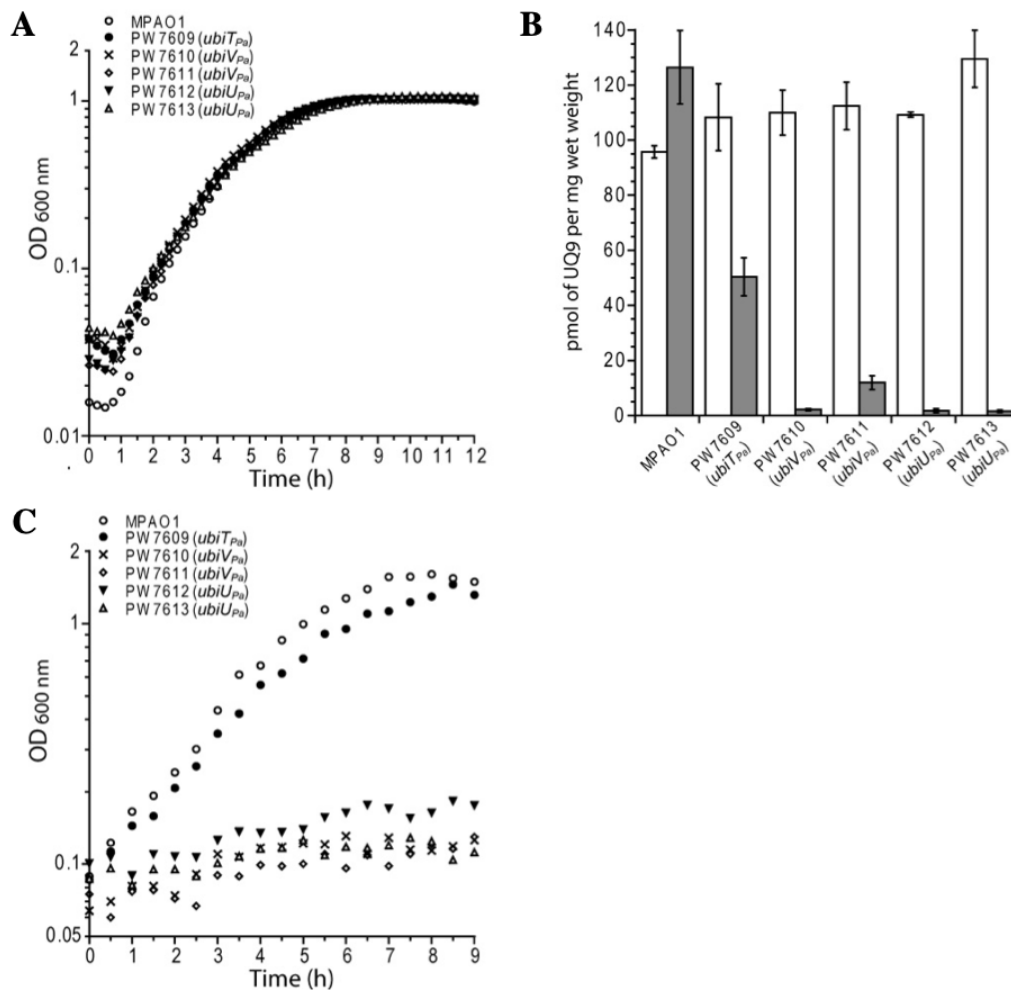 A
MPAO1
PW7609 (ubiTPa)
PW7610 (ubiVPa)
PW7611 (ubiVPa)
PW7612 (ubiUPa)
PW7613 (ubiUPa)
OD 600 nm
2
1
0.1
0.01
0 1 2 3 4 5 6 7 8 9 10 11 12
Time (h)
B
pmol of UQ9 per mg wet weight
140
120
100
80
60
40
20
0
MPAO1
PW7609 (ubiTPa)
PW7610 (ubiVPa)
PW7611 (ubiVPa)
PW7612 (ubiUPa)
PW7613 (ubiUPa)
C
MPAO1
PW7609 (ubiTPa)
PW7610 (ubiVPa)
PW7611 (ubiVPa)
PW7612 (ubiUPa)
PW7613 (ubiUPa)
OD 600 nm
2
1
0.1
0.05
0 1 2 3 4 5 6 7 8 9
Time (h)